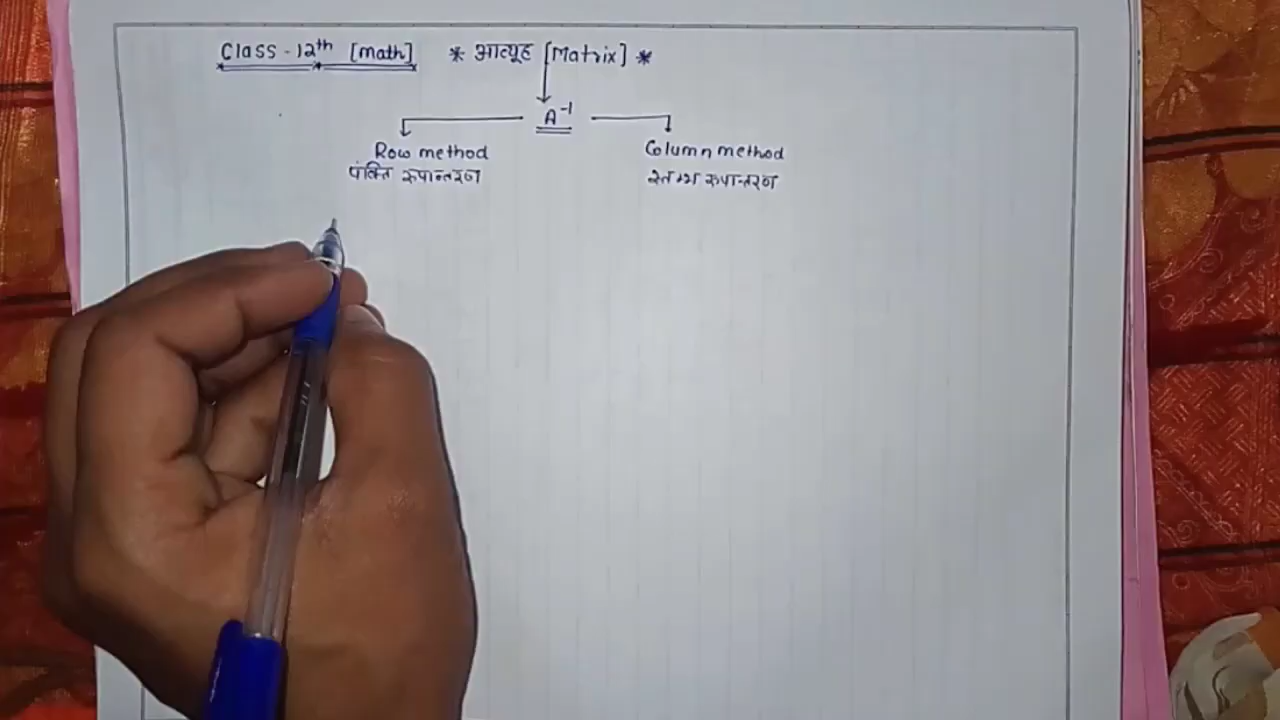 Class - 12th [math] * आव्यूह [Matrix] *
A⁻¹
Row method Column method
पंक्ति रुपान्तरण स्तम्भ रुपान्तरण